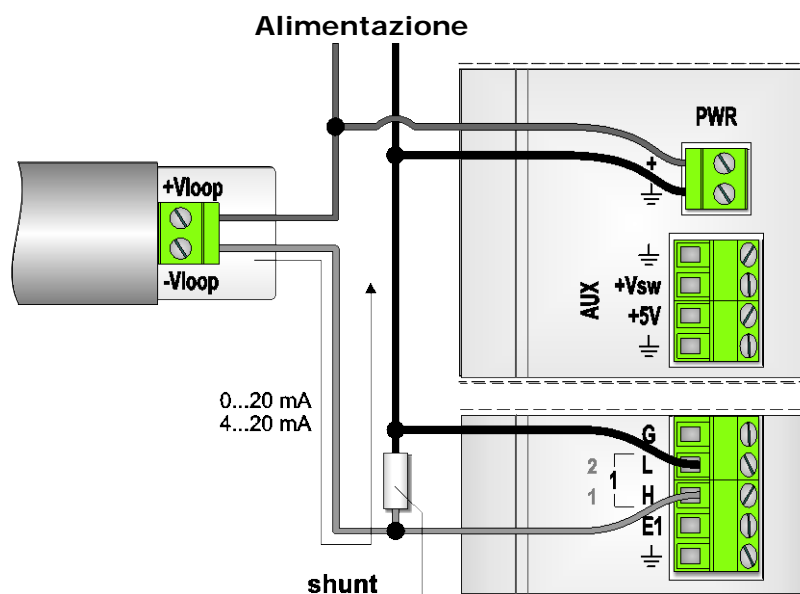 Alimentazione
PWR
+
+Vloop
-Vloop
AUX
+Vsw
+5V
0...20 mA
4...20 mA
G
2 L
1
1 H
E1
shunt